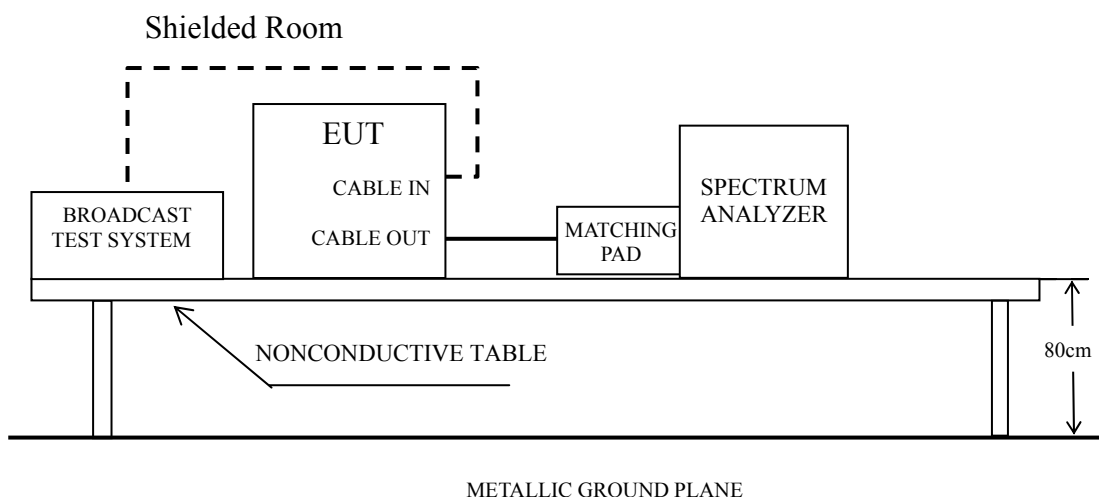 Shielded Room
EUT
CABLE IN
CABLE OUT
BROADCAST
TEST SYSTEM
MATCHING
PAD
SPECTRUM
ANALYZER
NONCONDUCTIVE TABLE
80cm
METALLIC GROUND PLANE